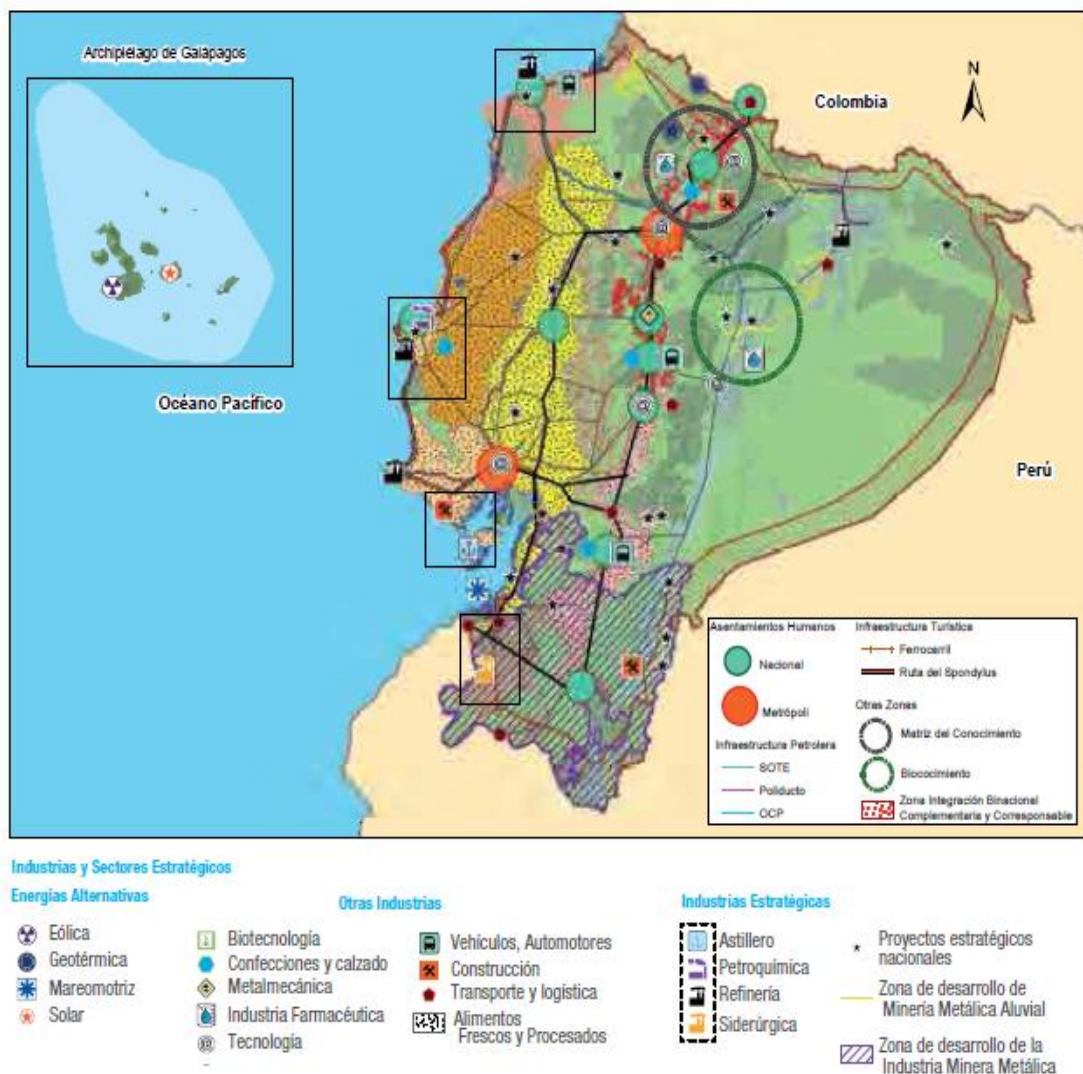 Archipiélago de Galápagos
N
Colombia
Océano Pacífico
Perú
Asentamientos Humanos
Nacional
Metrópoli
Infraestructura Petrolera
SOTE
Poliducto
OCP
Infraestructura Turística
Ferrocarril
Ruta del Spondylus
Otras Zonas
Matriz del Conocimiento
Biococimiento
Zona Integración Binacional
Complementaria y Corresponsable
Industrias y Sectores Estratégicos
Energías Alternativas
Eólica
Geotérmica
Mareomotriz
Solar
Otras Industrias
Biotecnología
Confecciones y calzado
Metalmecánica
Industria Farmacéutica
Tecnología
Vehículos, Automotores
Construcción
Transporte y logística
Alimentos
Frescos y Procesados
Industrias Estratégicas
Astillero
Petroquímica
Refinería
Siderúrgica
Proyectos estratégicos
nacionales
Zona de desarrollo de
Minería Metálica Aluvial
Zona de desarrollo de la
Industria Minera Metálica